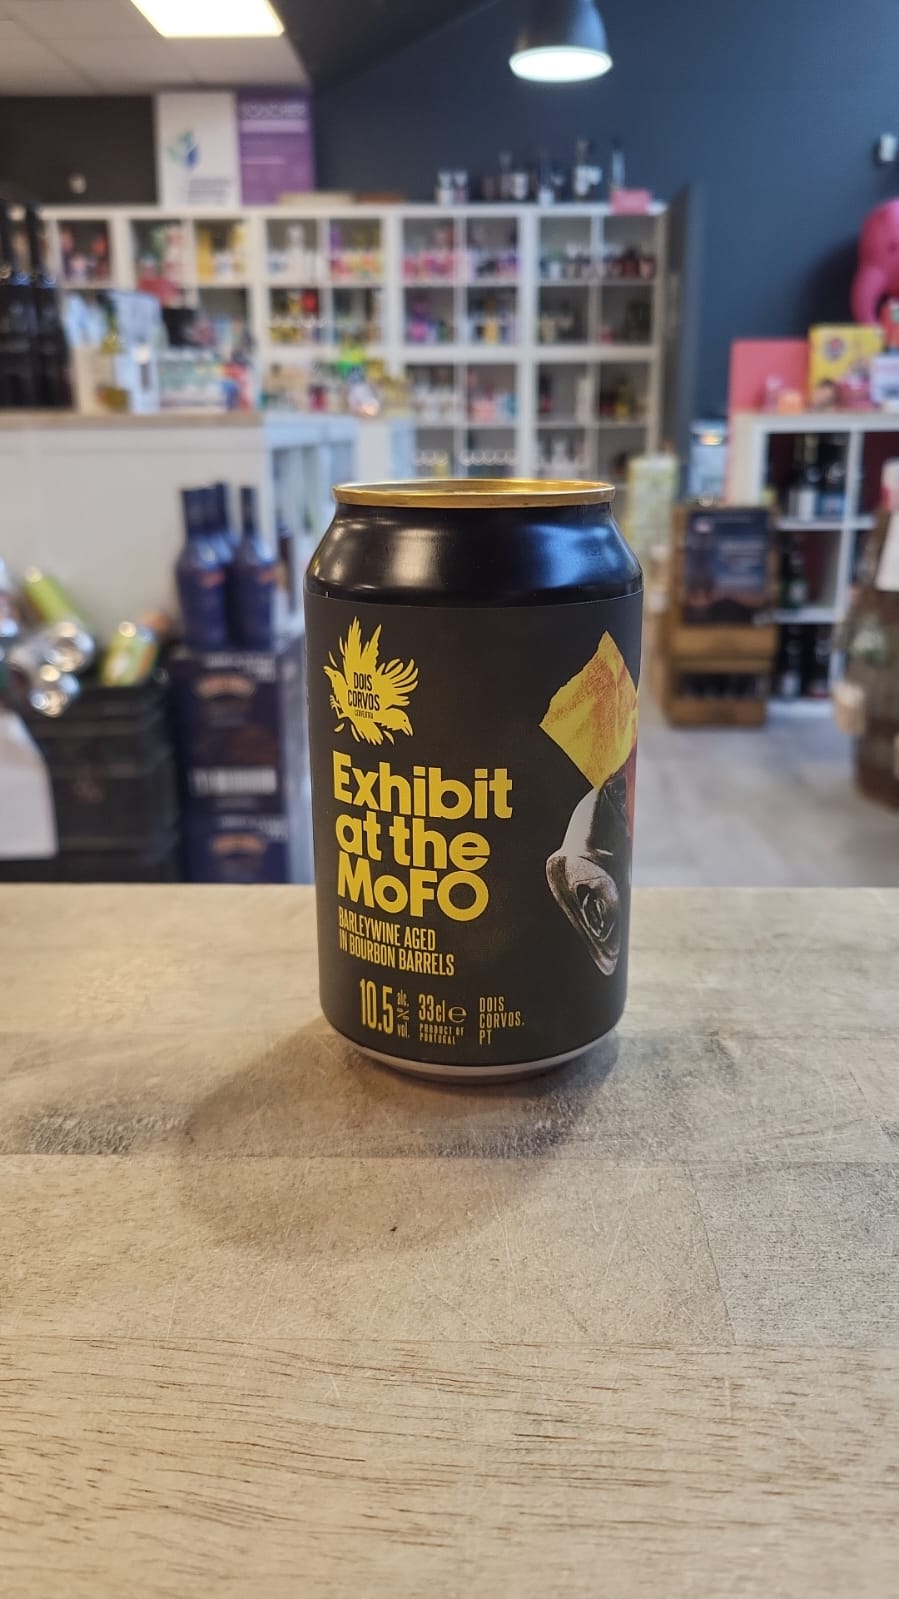 DOIS
CORVOS
CERVEJEIRA
Exhibit
at the
MoFO
BARLEYWINE AGED
IN BOURBON BARRELS
10.5 alc. % vol.
33cl e
PRODUCT OF
PORTUGAL
DOIS
CORVOS.
PT